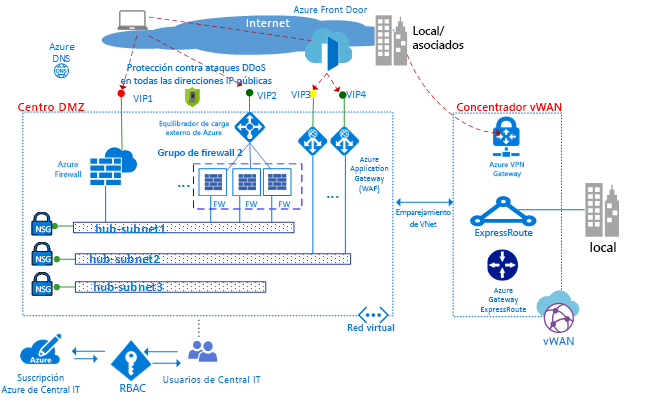 Azure Front Door
Internet
Local/
asociados
Azure
DNS
DNS
Protección contra ataques DDoS
en todas las direcciones IP públicas
VIP1
VIP2
VIP3
VIP4
Centro DMZ
Concentrador vWAN
Equilibrador de carga
externo de Azure
Azure
Firewall
Grupo de firewall 2
...
FW
FW
FW
...
Azure
Application
Gateway
(WAF)
Azure VPN
Gateway
Emparejamiento
de VNet
ExpressRoute
local
NSG
hub-subnet1
NSG
hub-subnet2
NSG
hub-subnet3
Azure
Gateway
ExpressRoute
Red virtual
vWAN
Azure
Suscripción
Azure de Central IT
RBAC
Usuarios de Central IT